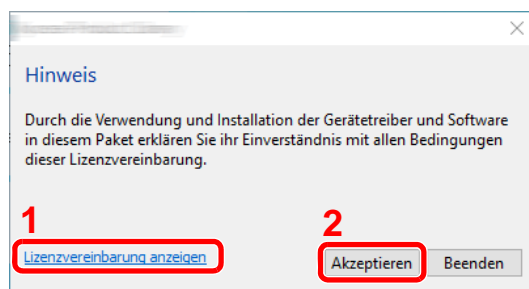 Hinweis
Durch die Verwendung und Installation der Gerätetreiber und Software
in diesem Paket erklären Sie ihr Einverständnis mit allen Bedingungen
dieser Lizenzvereinbarung.
1
2
Lizenzvereinbarung anzeigen
Akzeptieren
Beenden